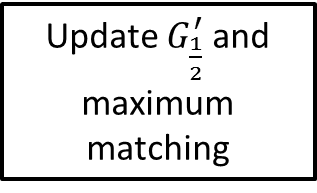 Update G′½ and
maximum
matching